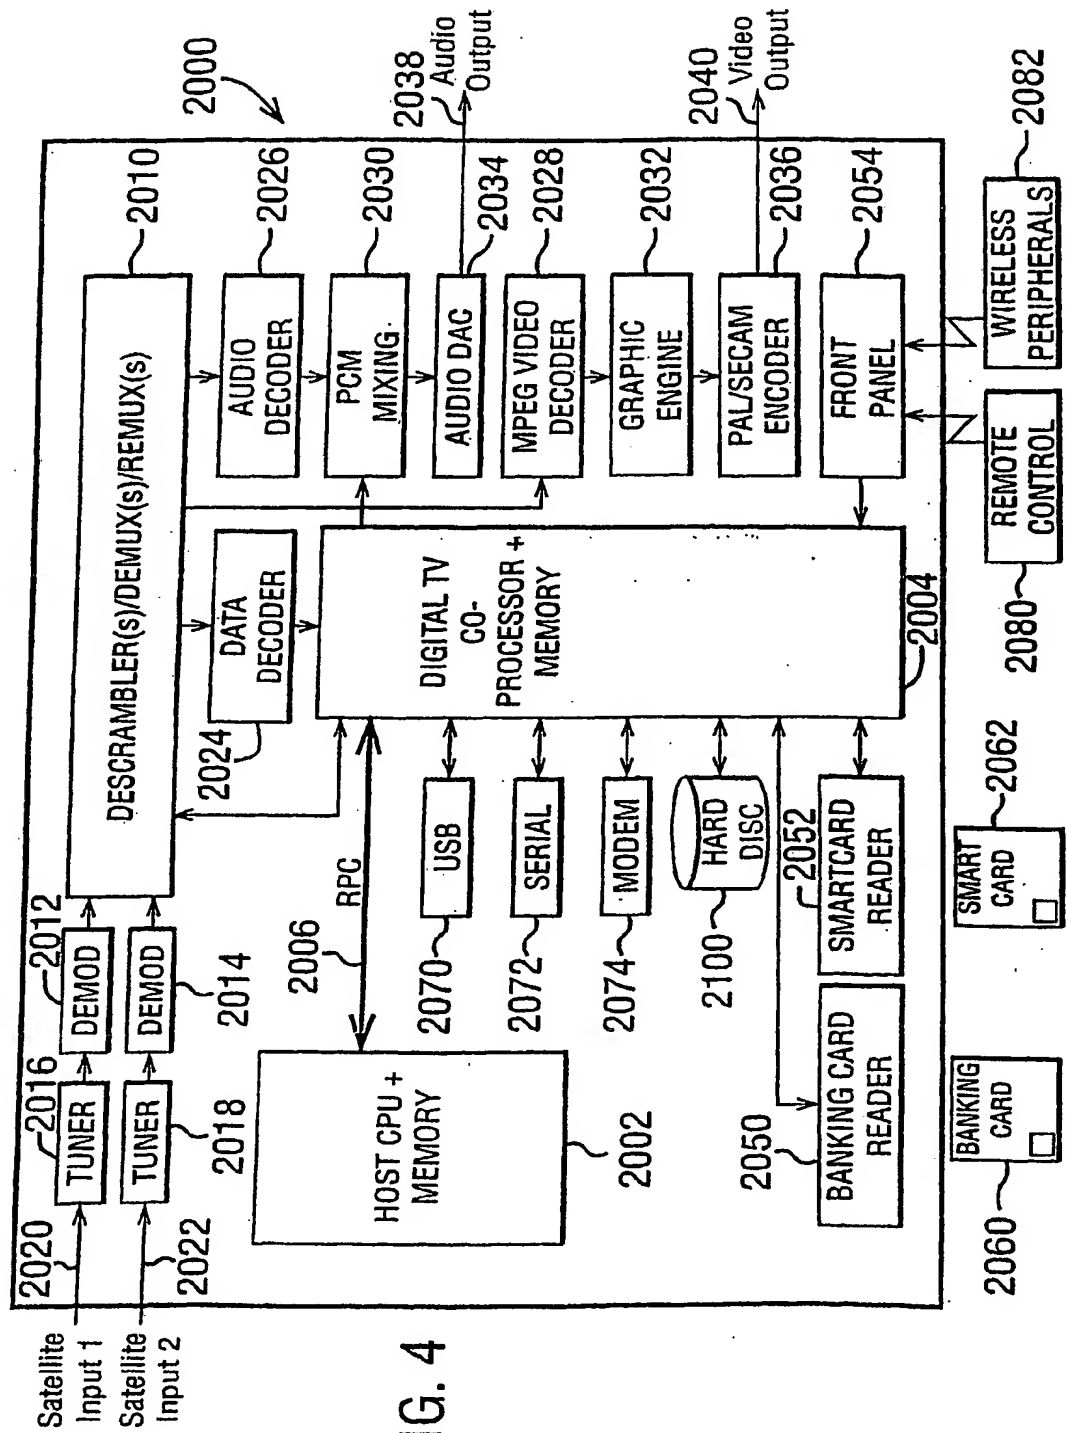 2000
Satellite
Input 1
2020
TUNER
2016
DEMOD
2012
DESCRAMBLER(s)/DEMUX(s)/REMUX(s)
2010
Satellite
Input 2
2022
TUNER
2018
DEMOD
2014
DATA
DECODER
2024
AUDIO
DECODER
2026
PCM
MIXING
2030
AUDIO DAC
2034
2038
Audio
Output
MPEG VIDEO
DECODER
2028
GRAPHIC
ENGINE
2032
PAL/SECAM
ENCODER
2036
2040
Video
Output
FRONT
PANEL
2054
HOST CPU +
MEMORY
2002
2006
RPC
DIGITAL TV
CO-
PROCESSOR +
MEMORY
2004
USB
2070
SERIAL
2072
MODEM
2074
HARD
DISC
2100
SMARTCARD
READER
2052
BANKING CARD
READER
2050
BANKING
CARD
2060
SMART
CARD
2062
REMOTE
CONTROL
2080
WIRELESS
PERIPHERALS
2082
G. 4